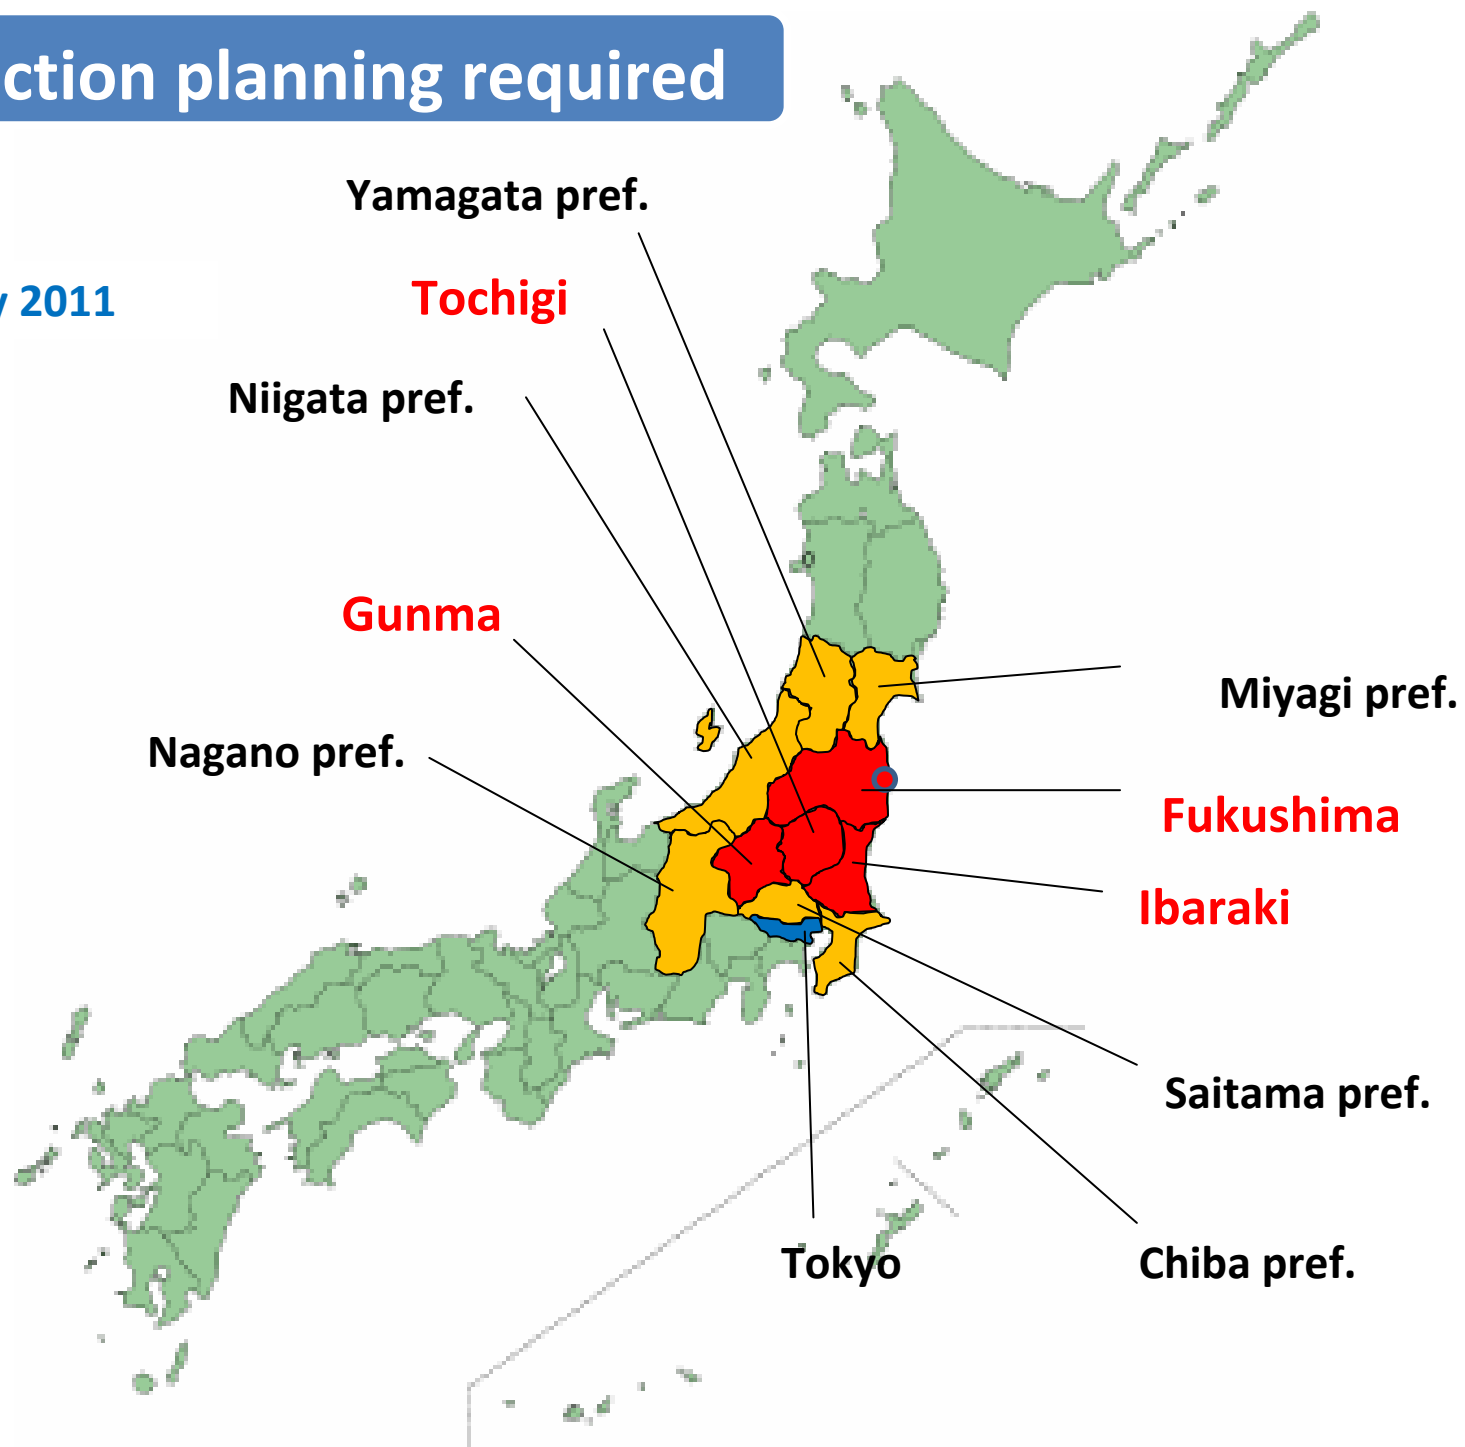 ction planning required
Yamagata pref.
Tochigi
2011
Niigata pref.
Gunma
Miyagi pref.
Nagano pref.
Fukushima
Ibaraki
Saitama pref.
Tokyo
Chiba pref.